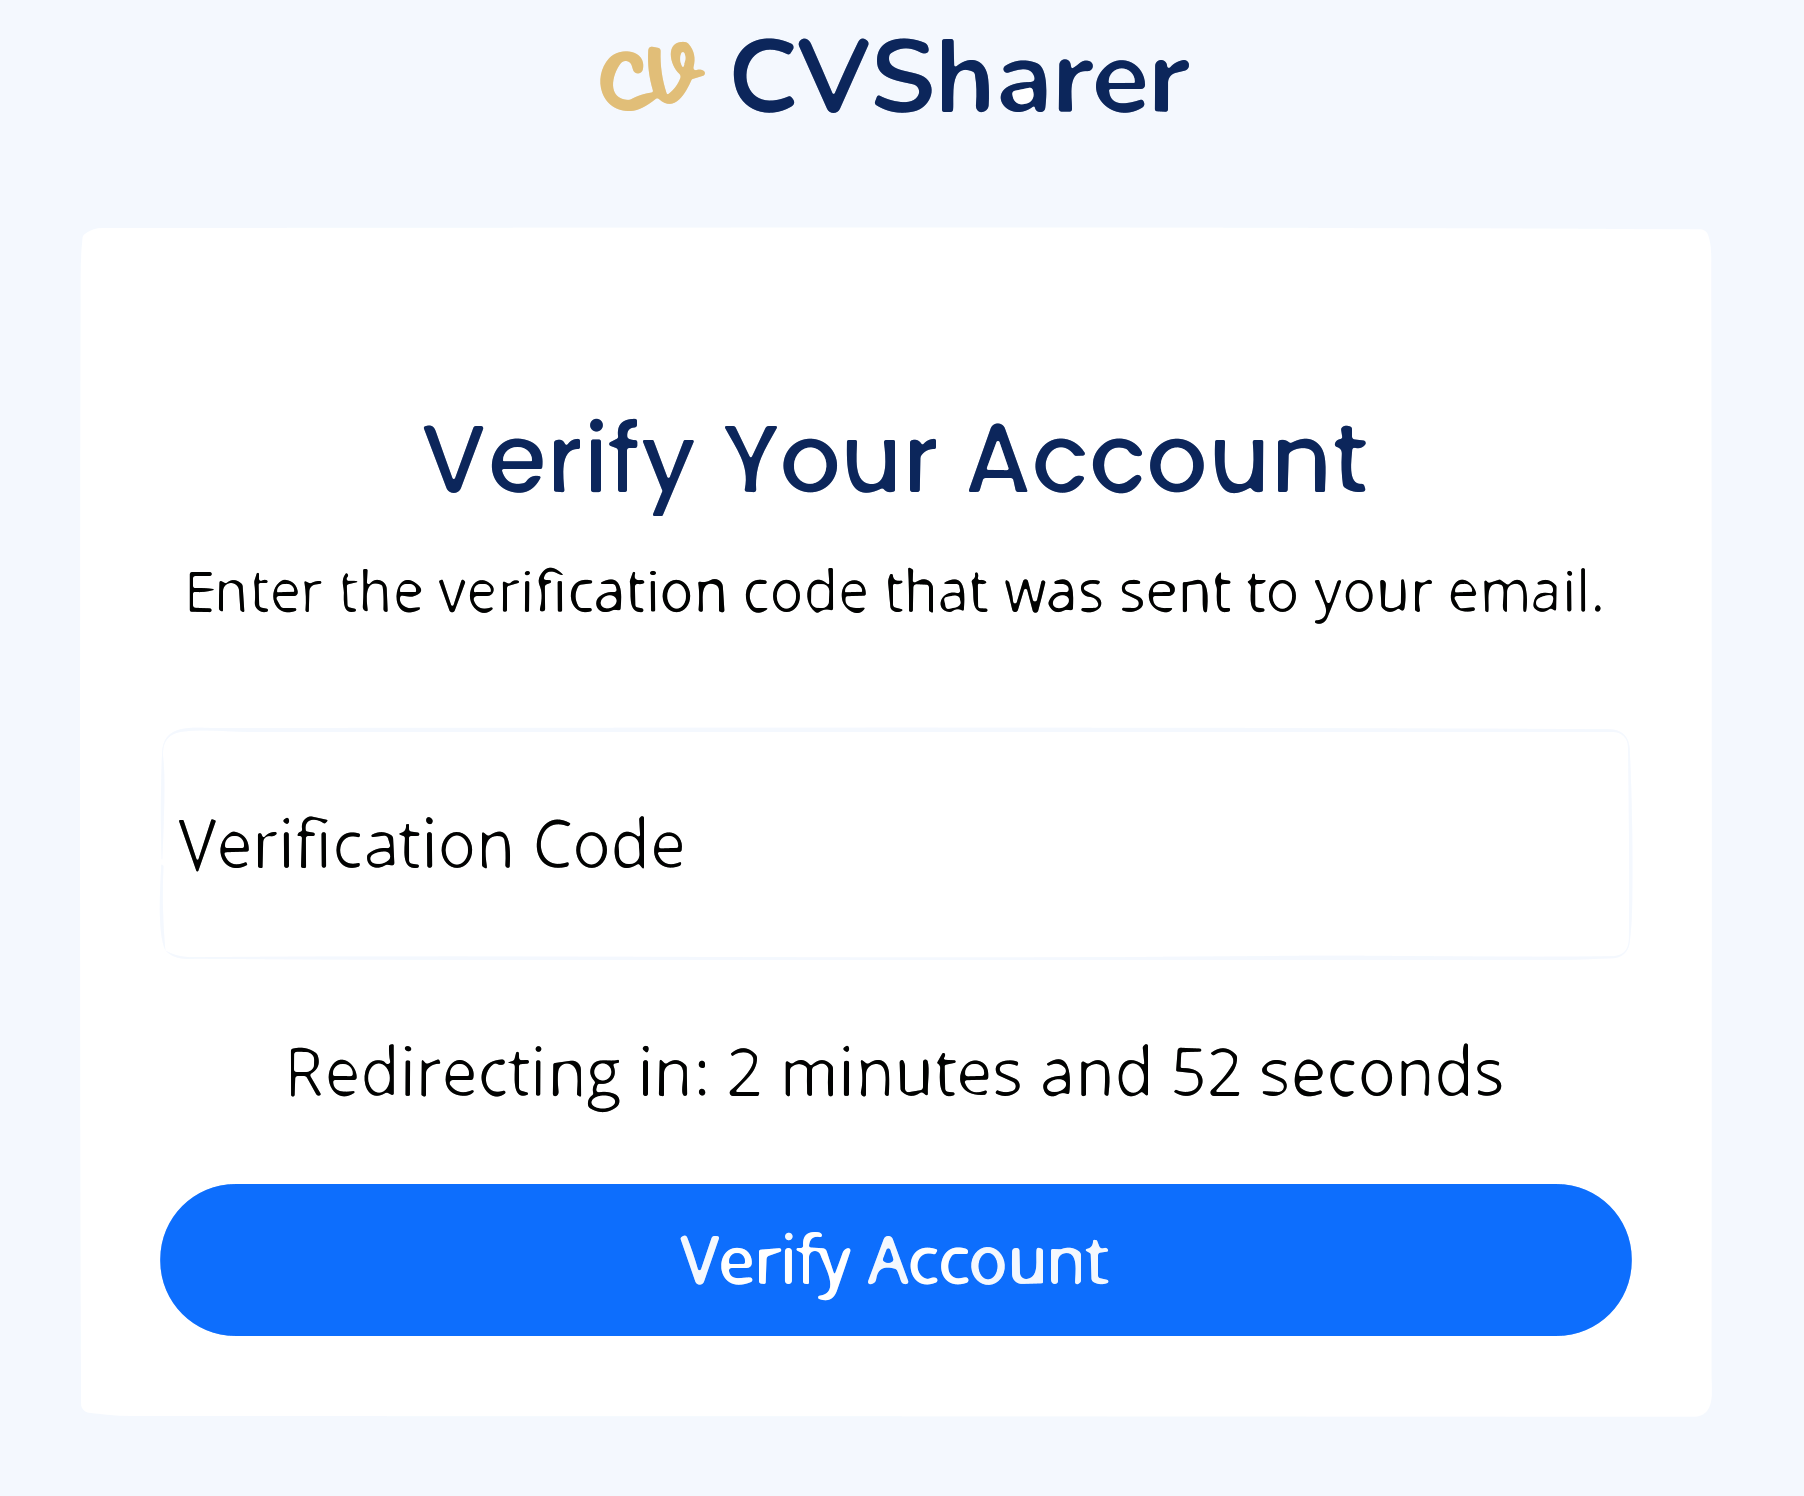 cv CVSharer
Verify Your Account
Enter the verification code that was sent to your email.
Verification Code
Redirecting in: 2 minutes and 52 seconds
Verify Account